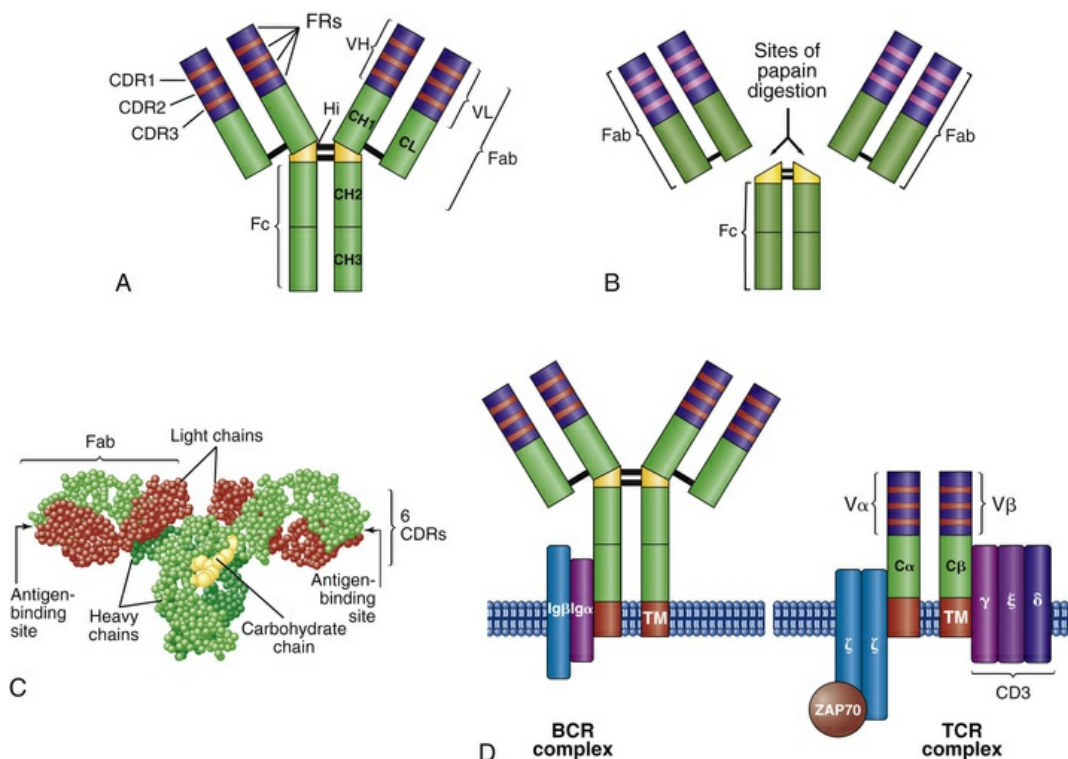 FRs
CDR1
CDR2
CDR3
VH
Hi
CH1
CL
VL
Fab
Fc
CH2
CH3
A
Sites of
papain
digestion
Fab
Fab
Fc
B
Fab
Light chains
6
CDRs
Antigen-
binding
site
Heavy
chains
Carbohydrate
chain
Antigen-
binding site
C
Igβ
Igα
TM
BCR
complex
D
Vα
Vβ
Cα
Cβ
TM
ζ
ζ
γ
ξ
δ
CD3
ZAP70
TCR
complex